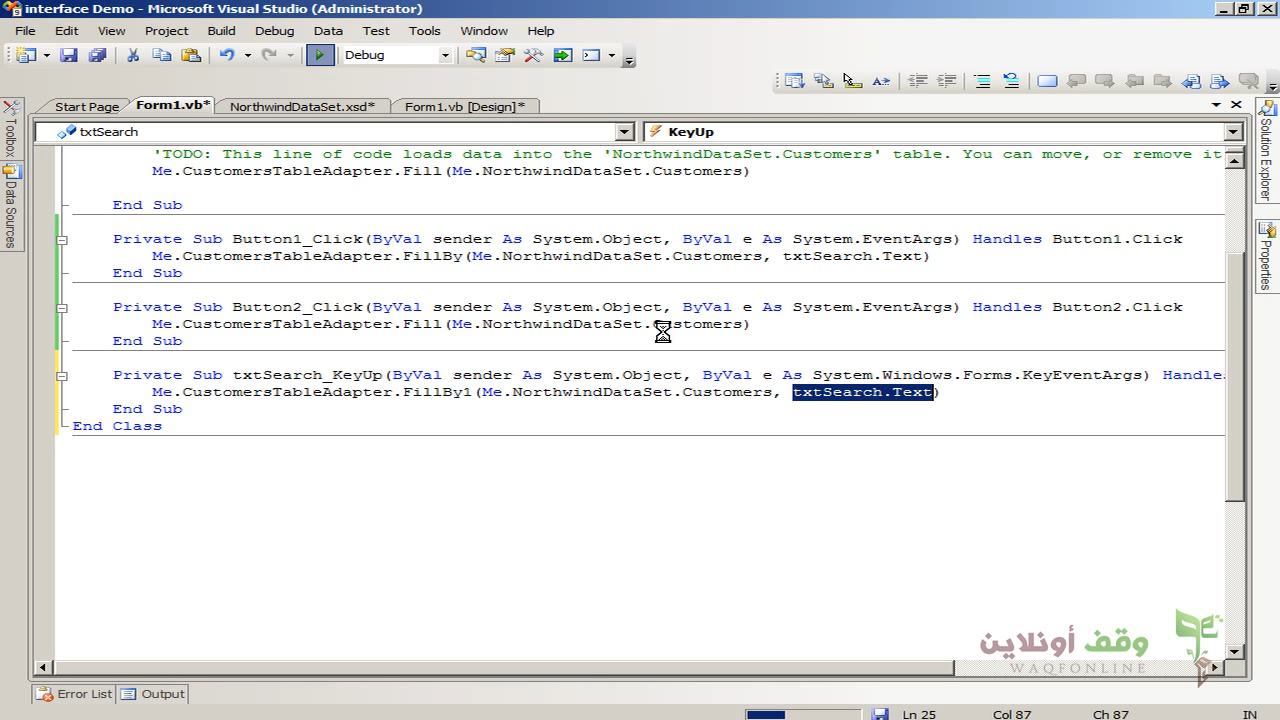 interface Demo - Microsoft Visual Studio (Administrator)
File Edit View Project Build Debug Data Test Tools Window Help
Debug
Start Page Form1.vb* NorthwindDataSet.xsd* Form1.vb [Design]*
txtSearch KeyUp
'TODO: This line of code loads data into the 'NorthwindDataSet.Customers' table. You can move, or remove it
Me.CustomersTableAdapter.Fill(Me.NorthwindDataSet.Customers)
End Sub
Private Sub Button1_Click(ByVal sender As System.Object, ByVal e As System.EventArgs) Handles Button1.Click
Me.CustomersTableAdapter.FillBy(Me.NorthwindDataSet.Customers, txtSearch.Text)
End Sub
Private Sub Button2_Click(ByVal sender As System.Object, ByVal e As System.EventArgs) Handles Button2.Click
Me.CustomersTableAdapter.Fill(Me.NorthwindDataSet.Customers)
End Sub
Private Sub txtSearch_KeyUp(ByVal sender As System.Object, ByVal e As System.Windows.Forms.KeyEventArgs) Handles
Me.CustomersTableAdapter.FillBy1(Me.NorthwindDataSet.Customers, txtSearch.Text)
End Sub
End Class
Toolbox
Data Sources
Solution Explorer
Properties
وقف أونلاين
WAQFONLINE
Error List Output
Ln 25 Col 87 Ch 87 IN